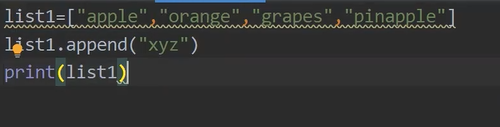 list1=["apple","orange","grapes","pinapple"]
list1.append("xyz")
print(list1)